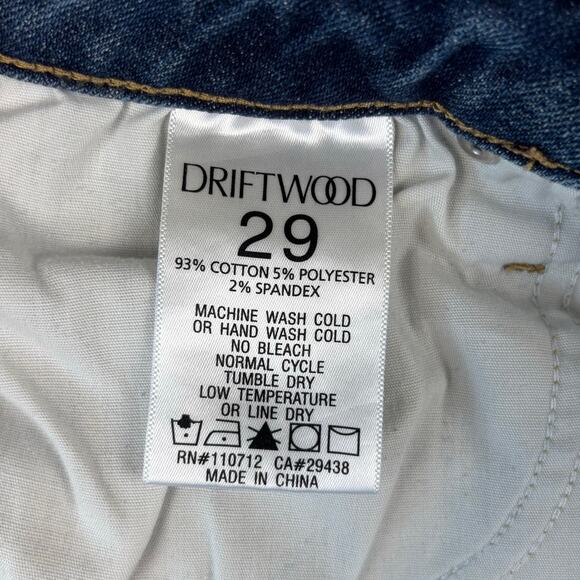 DRIFTWOOD
29
93% COTTON 5% POLYESTER
2% SPANDEX
MACHINE WASH COLD
OR HAND WASH COLD
NO BLEACH
NORMAL CYCLE
TUMBLE DRY
LOW TEMPERATURE
OR LINE DRY
RN#110712 CA#29438
MADE IN CHINA